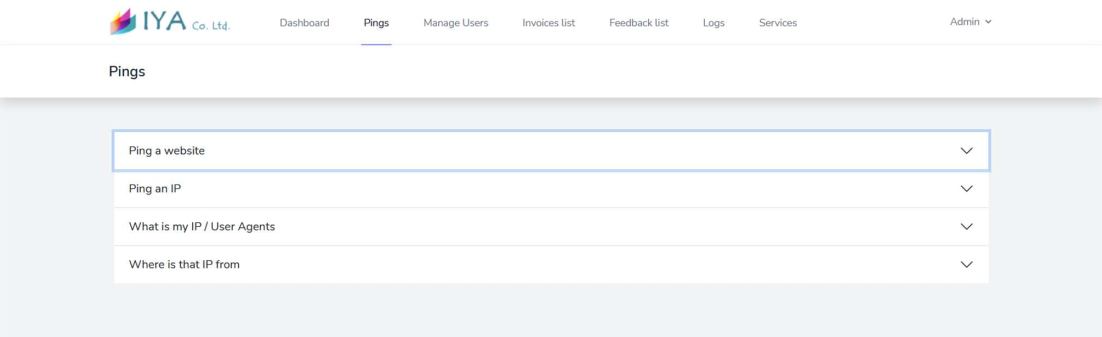 IYA Co. Ltd.
Dashboard Pings Manage Users Invoices list Feedback list Logs Services Admin
Pings
Ping a website
Ping an IP
What is my IP / User Agents
Where is that IP from